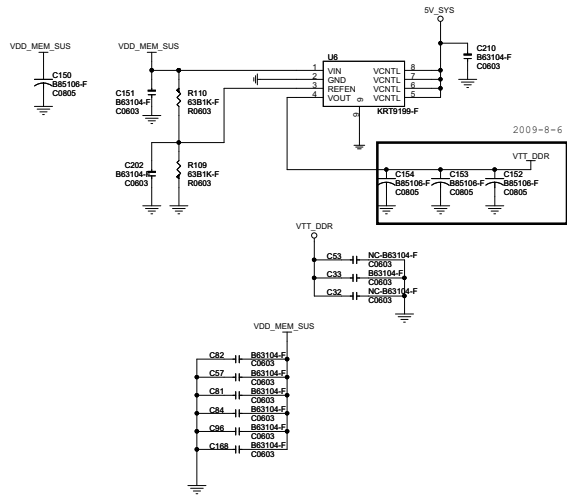 5V_SYS
VDD_MEM_SUS
VDD_MEM_SUS
C150
B85106-F
C0805
C151
B63104-F
C0603
R110
63B1K-F
R0603
U6
1 VIN VCNTL 8
2 GND VCNTL 7
3 REFEN VCNTL 6
4 VOUT VCNTL 5
9
9
KRT9199-F
C210
B63104-F
C0603
2009-8-6
C202
B63104-F
C0603
R109
63B1K-F
R0603
VTT_DDR
C154
B85106-F
C0805
C153
B85106-F
C0805
C152
B85106-F
C0805
VTT_DDR
C53 NC-B63104-F
C0603
C33 B63104-F
C0603
C32 NC-B63104-F
C0603
VDD_MEM_SUS
C82 B63104-F
C0603
C57 B63104-F
C0603
C81 B63104-F
C0603
C84 B63104-F
C0603
C96 B63104-F
C0603
C168 B63104-F
C0603